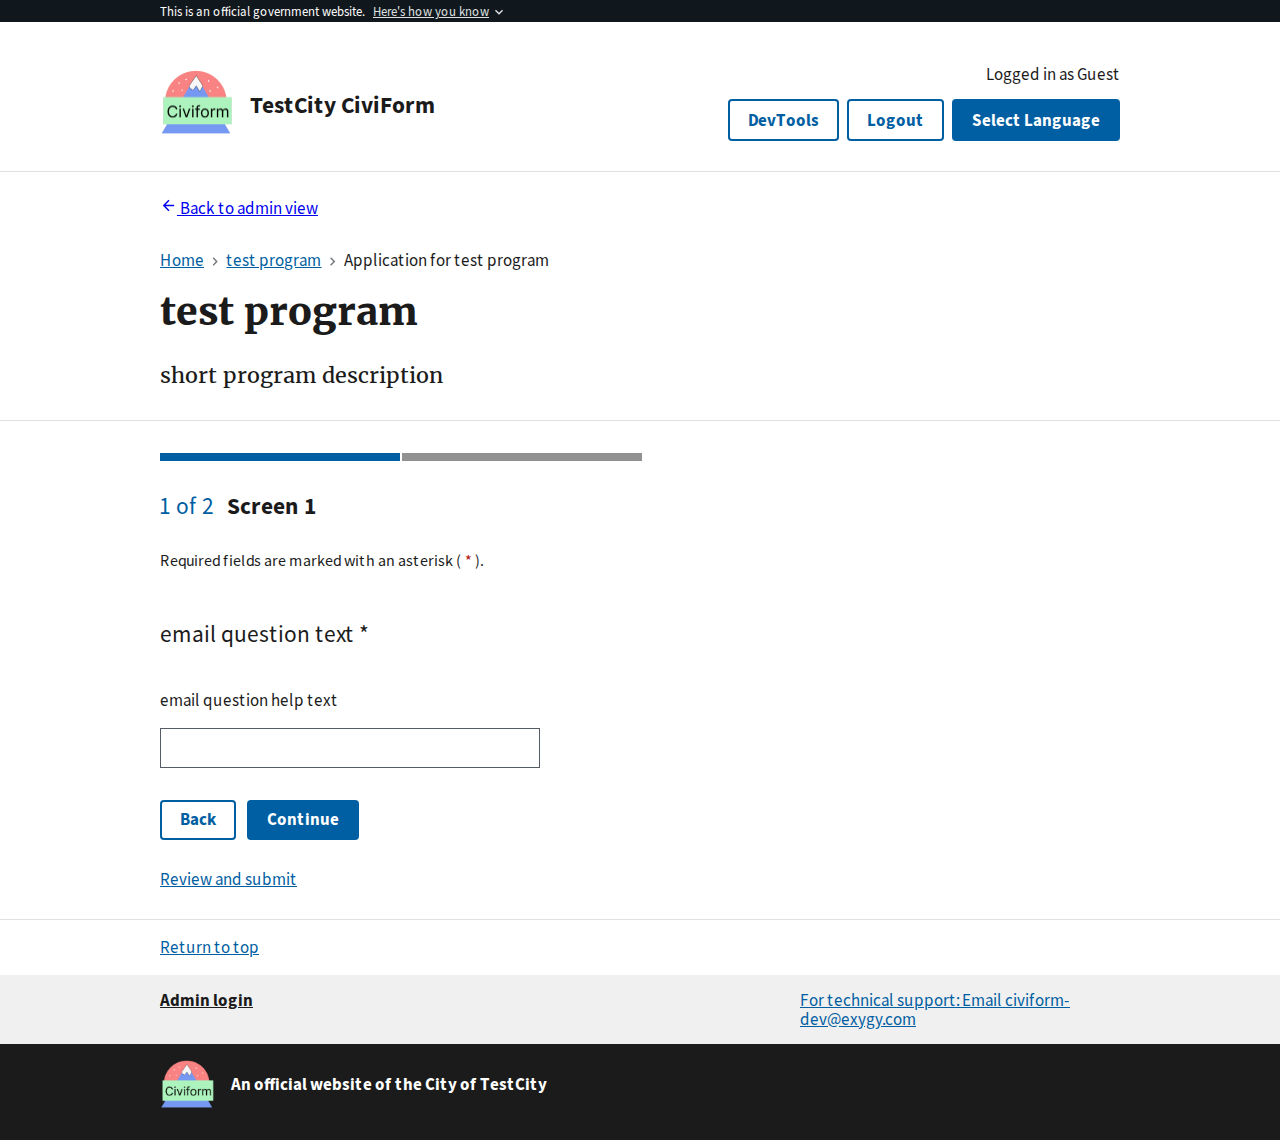 This is an official government website. Here's how you know
Civiform
TestCity CiviForm
Logged in as Guest
DevTools
Logout
Select Language
Back to admin view
Home
test program
Application for test program
test program
short program description
1 of 2 Screen 1
Required fields are marked with an asterisk ( * ).
email question text *
email question help text
Back
Continue
Review and submit
Return to top
Admin login
For technical support: Email civiform-
dev@exygy.com
Civiform
An official website of the City of TestCity